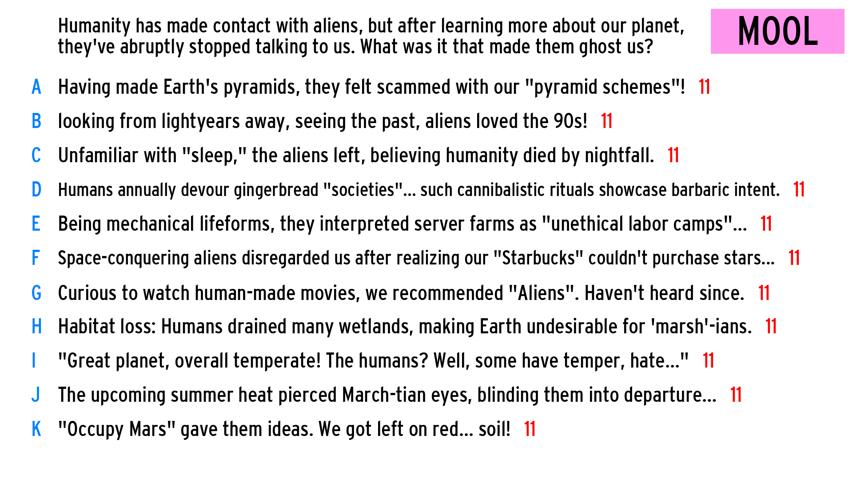 Humanity has made contact with aliens, but after learning more about our planet,
they've abruptly stopped talking to us. What was it that made them ghost us?
MOOL
A Having made Earth's pyramids, they felt scammed with our "pyramid schemes"! 11
B looking from lightyears away, seeing the past, aliens loved the 90s! 11
C Unfamiliar with "sleep," the aliens left, believing humanity died by nightfall. 11
D Humans annually devour gingerbread "societies"... such cannibalistic rituals showcase barbaric intent. 11
E Being mechanical lifeforms, they interpreted server farms as "unethical labor camps"... 11
F Space-conquering aliens disregarded us after realizing our "Starbucks" couldn't purchase stars... 11
G Curious to watch human-made movies, we recommended "Aliens". Haven't heard since. 11
H Habitat loss: Humans drained many wetlands, making Earth undesirable for 'marsh'-ians. 11
I "Great planet, overall temperate! The humans? Well, some have temper, hate..." 11
J The upcoming summer heat pierced March-tian eyes, blinding them into departure... 11
K "Occupy Mars" gave them ideas. We got left on red... soil! 11